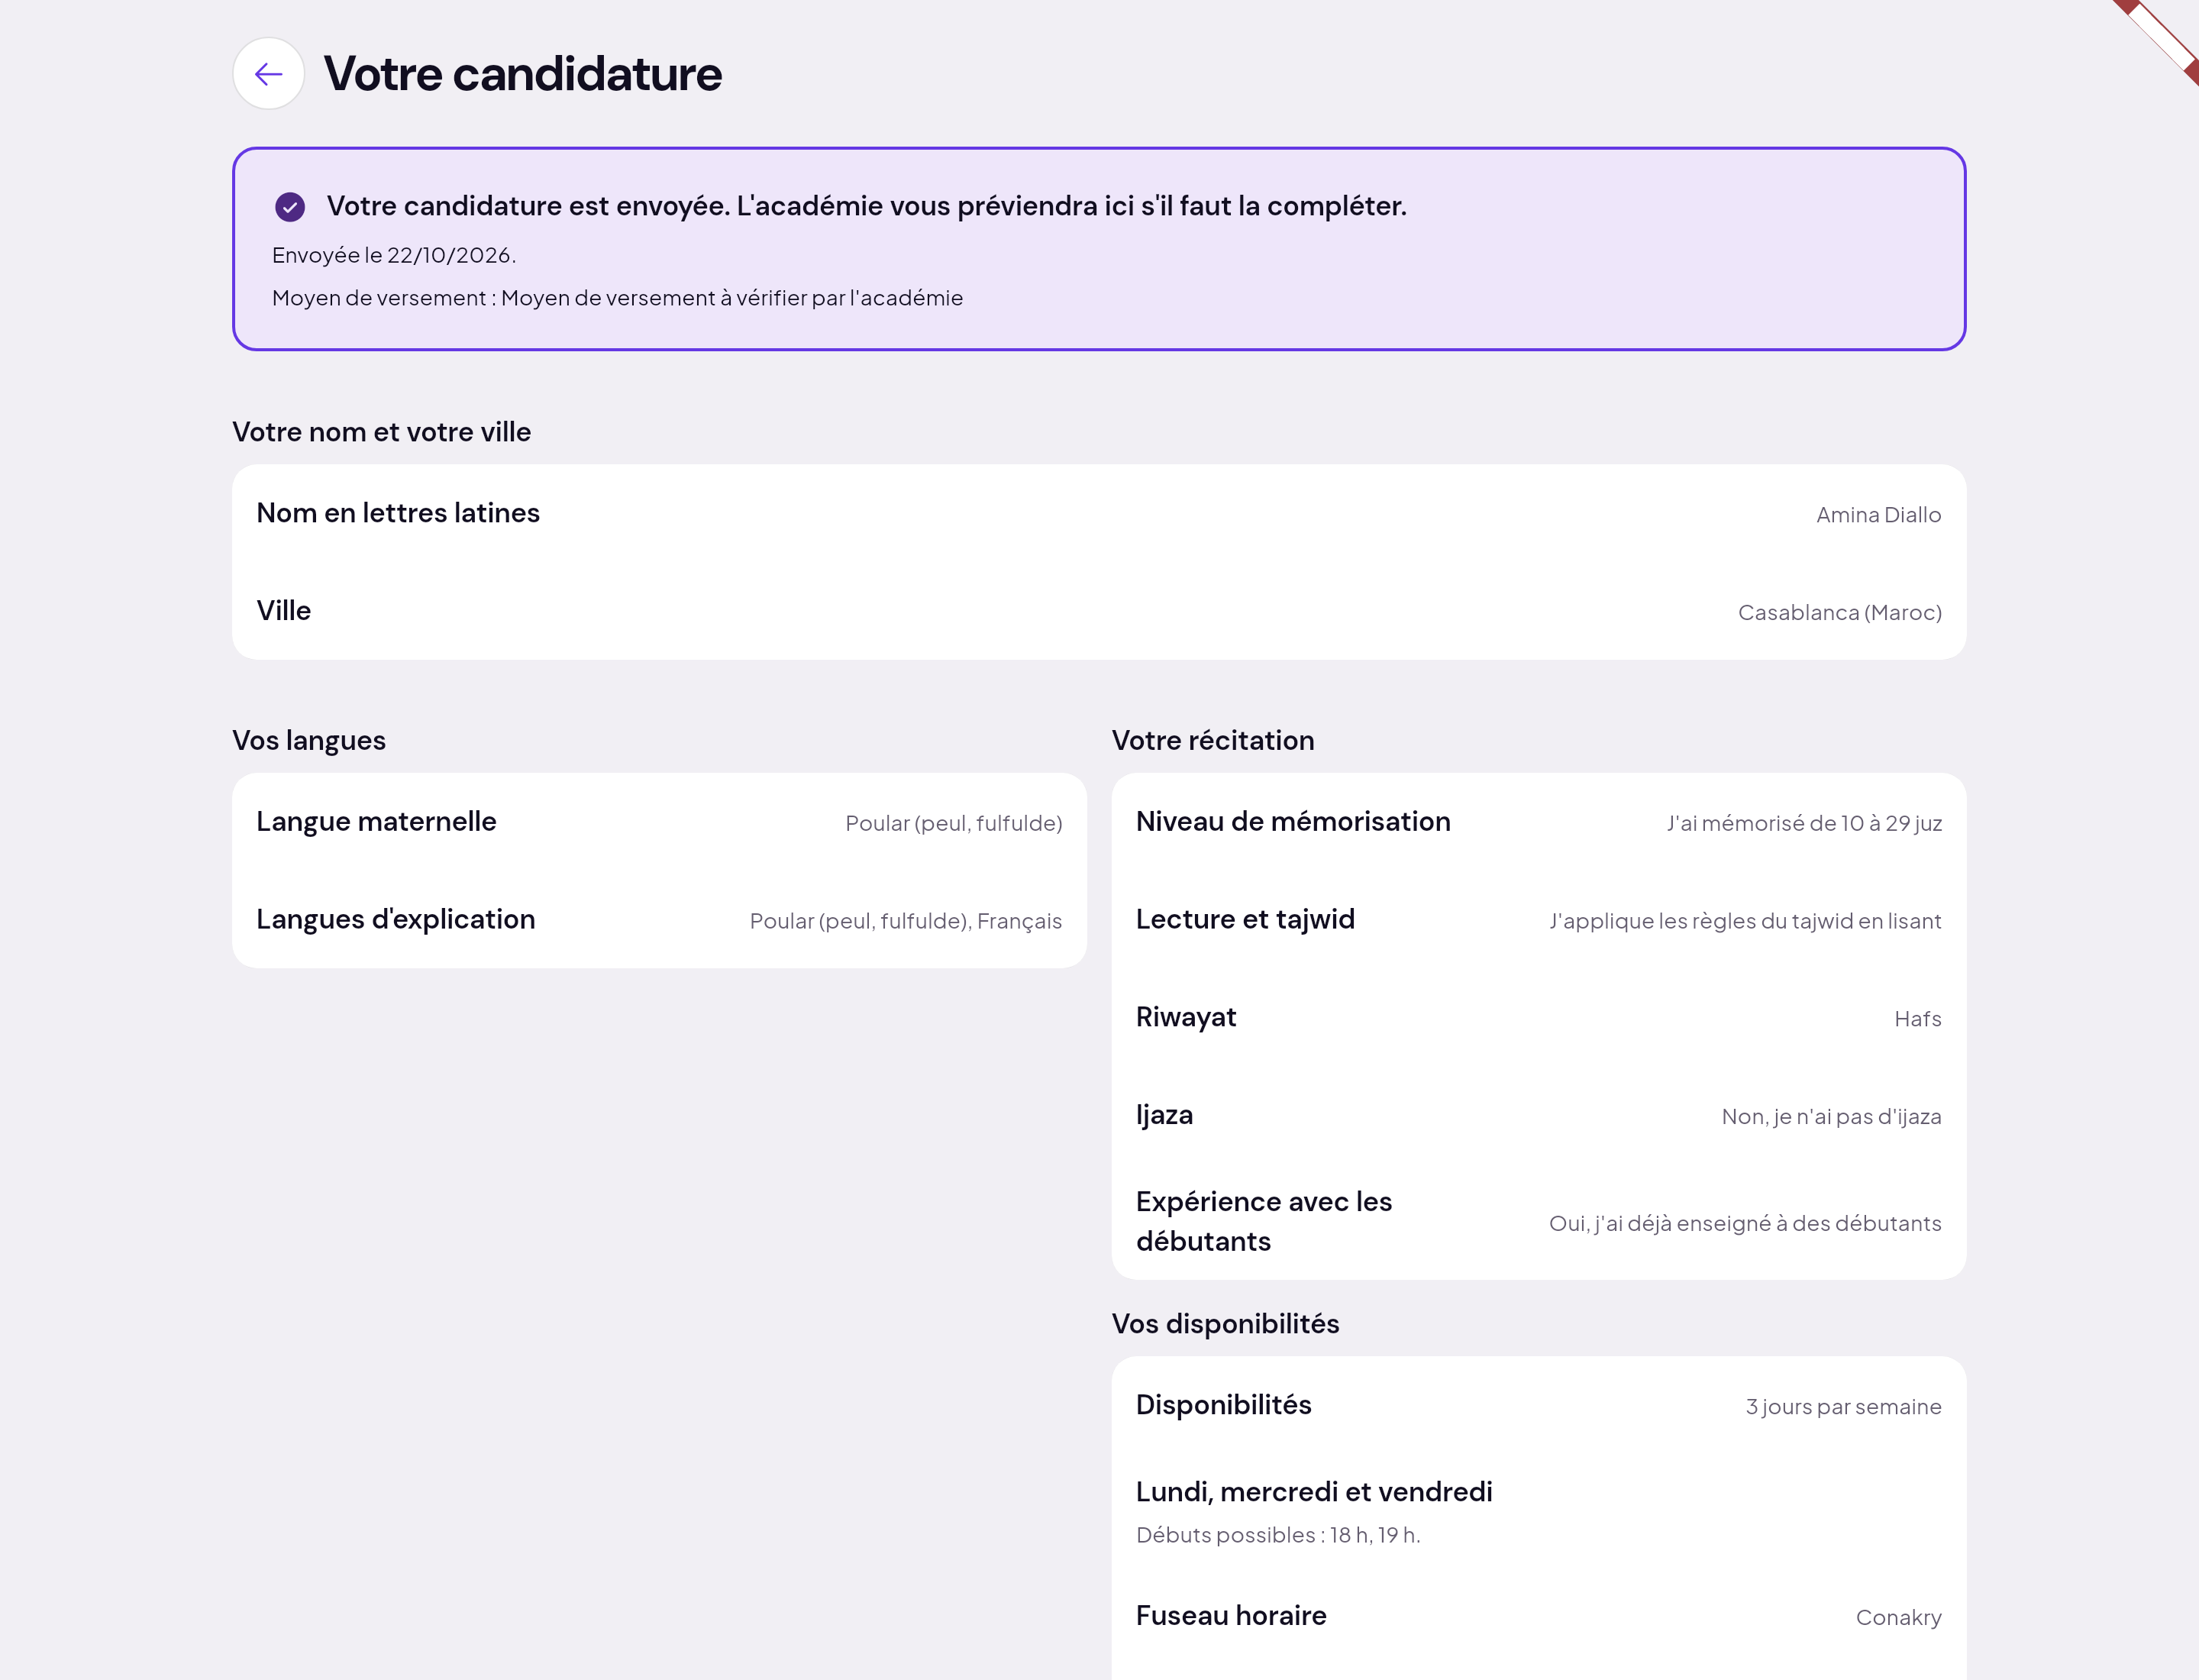 Votre candidature
Votre candidature est envoyée. L'académie vous préviendra ici s'il faut la compléter.
Envoyée le 22/10/2026.
Moyen de versement : Moyen de versement à vérifier par l'académie
Votre nom et votre ville
Nom en lettres latines
Amina Diallo
Ville
Casablanca (Maroc)
Vos langues
Langue maternelle
Poular (peul, fulfulde)
Langues d'explication
Poular (peul, fulfulde), Français
Votre récitation
Niveau de mémorisation
J'ai mémorisé de 10 à 29 juz
Lecture et tajwid
J'applique les règles du tajwid en lisant
Riwayat
Hafs
Ijaza
Non, je n'ai pas d'ijaza
Expérience avec les
débutants
Oui, j'ai déjà enseigné à des débutants
Vos disponibilités
Disponibilités
3 jours par semaine
Lundi, mercredi et vendredi
Débuts possibles : 18 h, 19 h.
Fuseau horaire
Conakry